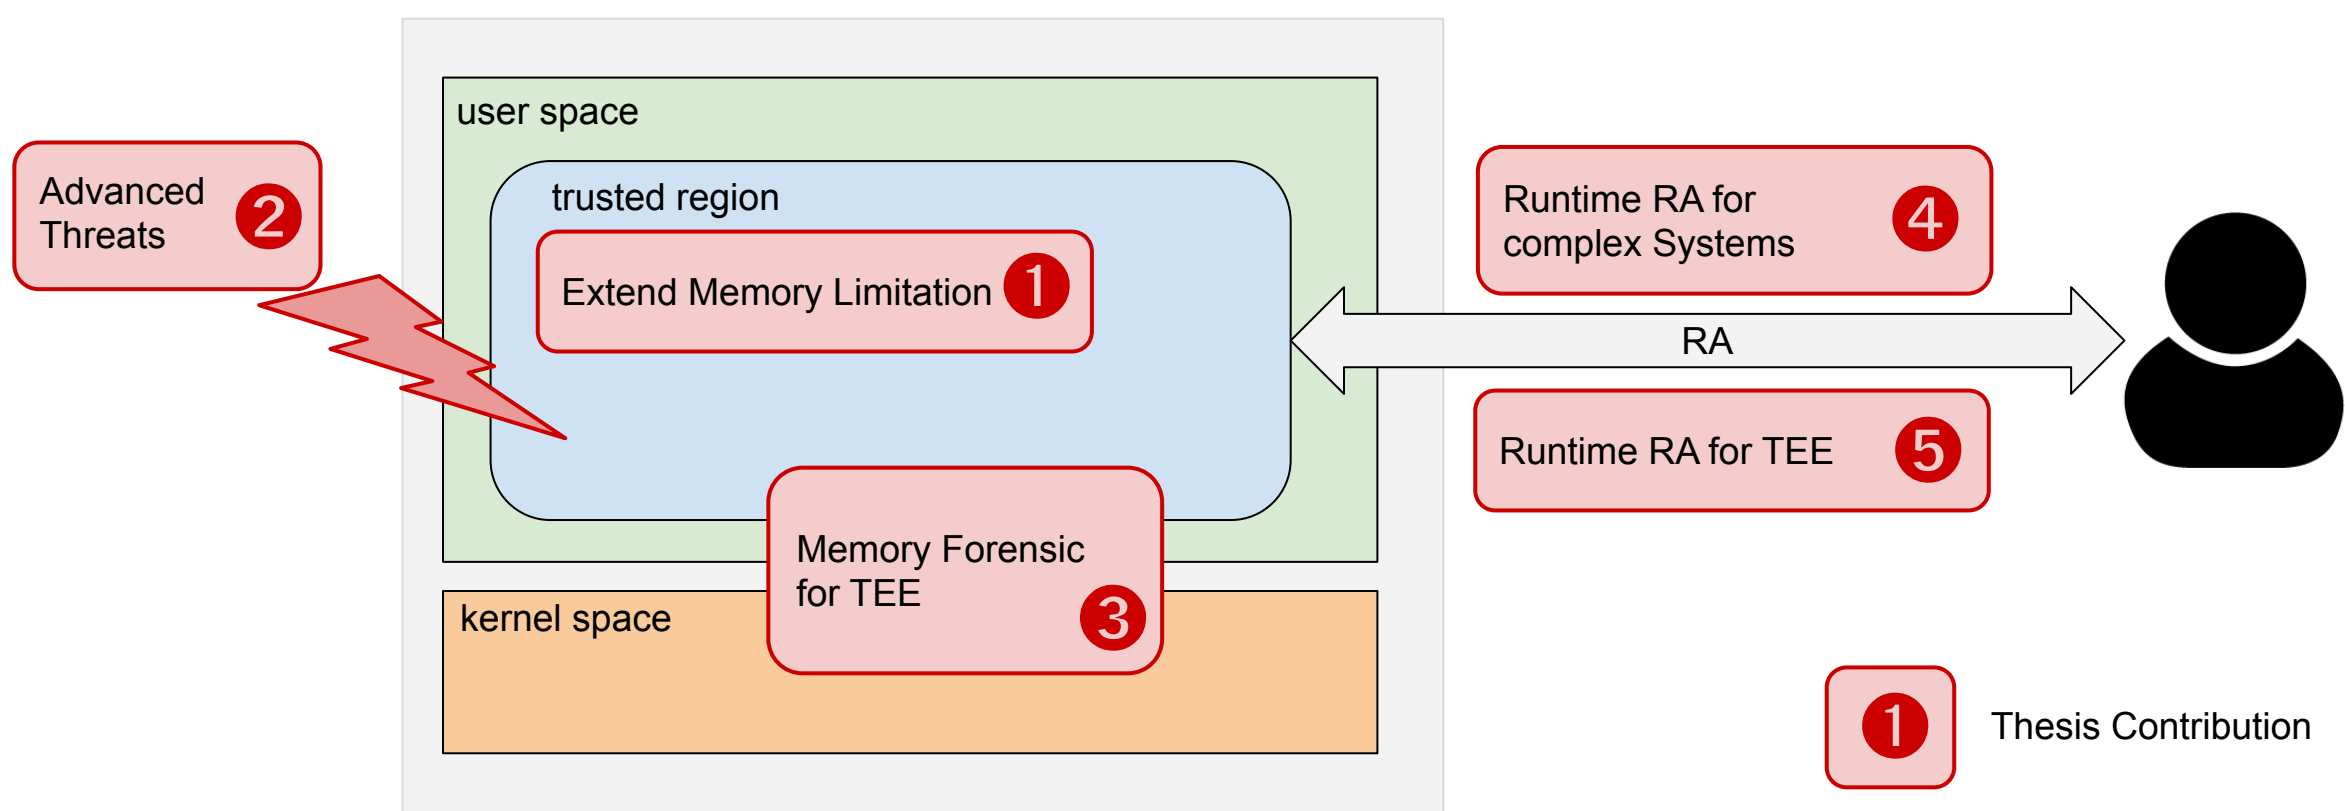 user space
Advanced
Threats
2
trusted region
Extend Memory Limitation
1
Runtime RA for
complex Systems
4
RA
Runtime RA for TEE
5
Memory Forensic
for TEE
3
kernel space
1
Thesis Contribution